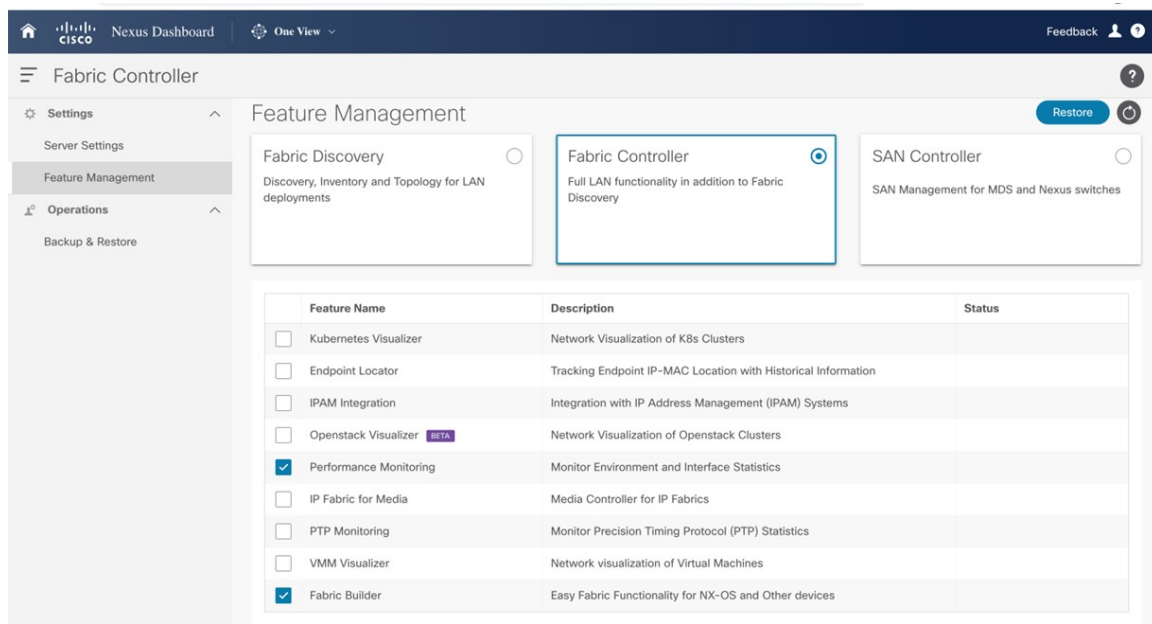 CISCO Nexus Dashboard One View Feedback ?
Fabric Controller ?
Settings
Server Settings
Feature Management
Operations
Backup & Restore
Feature Management Restore
Fabric Discovery
Discovery, Inventory and Topology for LAN
deployments
Fabric Controller
Full LAN functionality in addition to Fabric
Discovery
SAN Controller
SAN Management for MDS and Nexus switches
Feature Name Description Status
Kubernetes Visualizer Network Visualization of K8s Clusters
Endpoint Locator Tracking Endpoint IP-MAC Location with Historical Information
IPAM Integration Integration with IP Address Management (IPAM) Systems
Openstack Visualizer BETA Network Visualization of Openstack Clusters
Performance Monitoring Monitor Environment and Interface Statistics
IP Fabric for Media Media Controller for IP Fabrics
PTP Monitoring Monitor Precision Timing Protocol (PTP) Statistics
VMM Visualizer Network visualization of Virtual Machines
Fabric Builder Easy Fabric Functionality for NX-OS and Other devices